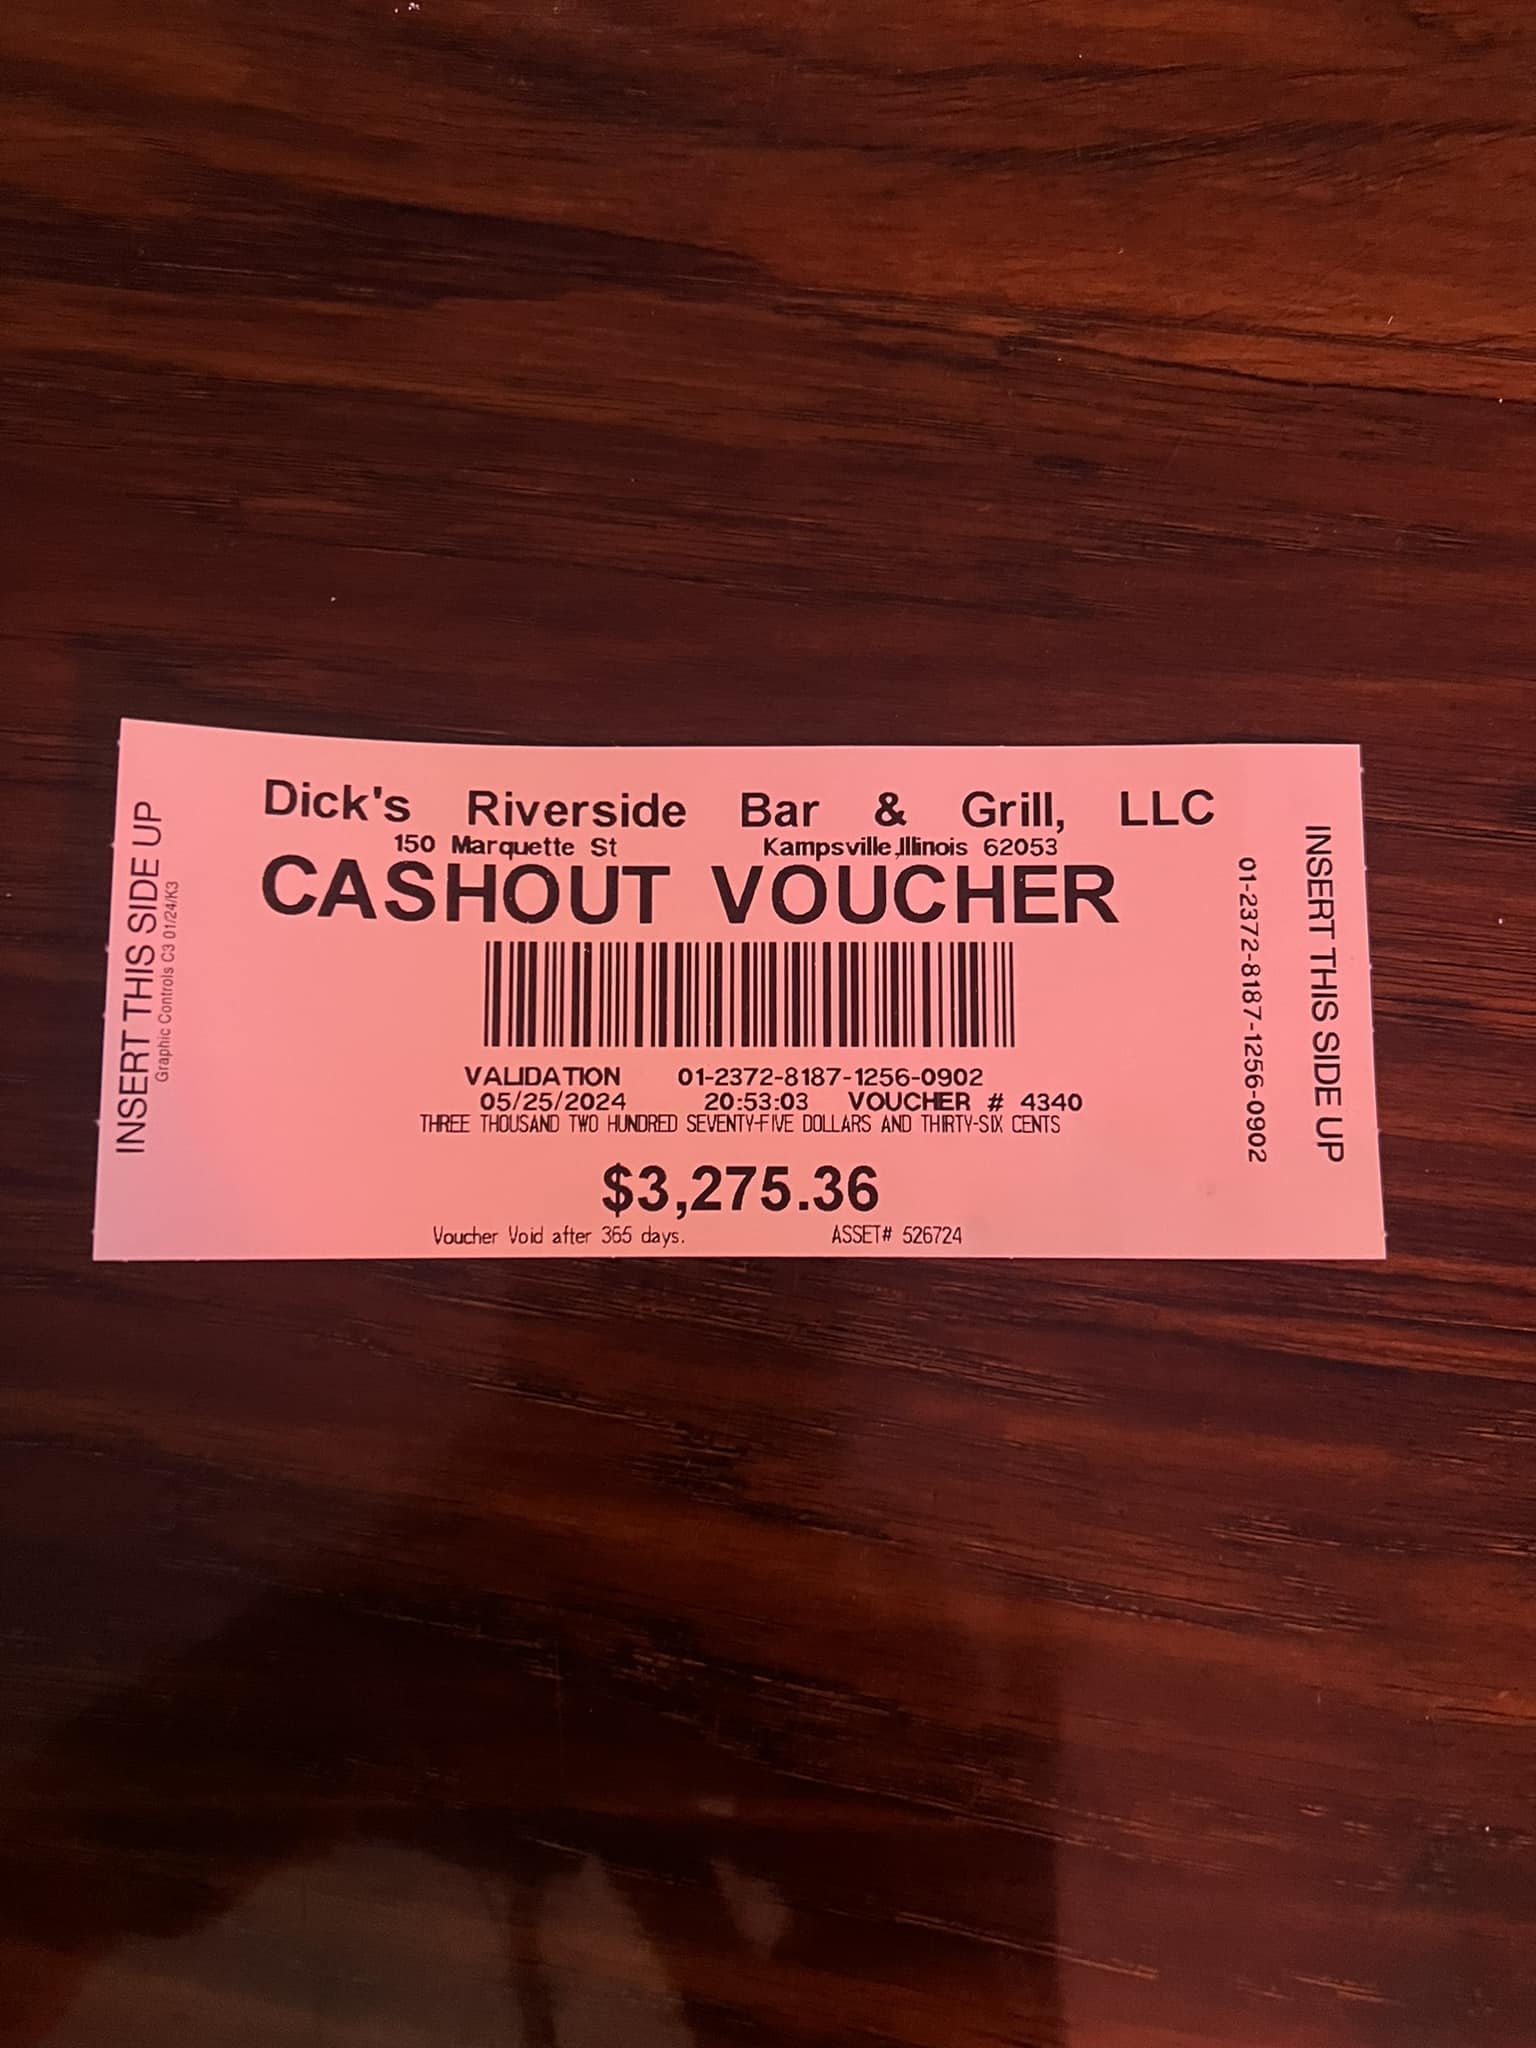 Dick's Riverside Bar & Grill, LLC
150 Marquette St Kampsville,Illinois 62053
CASHOUT VOUCHER
VALIDATION 01-2372-8187-1256-0902
05/25/2024 20:53:03 VOUCHER # 4340
THREE THOUSAND TWO HUNDRED SEVENTY-FIVE DOLLARS AND THIRTY-SIX CENTS
$3,275.36
Voucher Void after 365 days. ASSET# 526724
INSERT THIS SIDE UP
Graphic Controls C3 01/24/K3
01-2372-8187-1256-0902
INSERT THIS SIDE UP